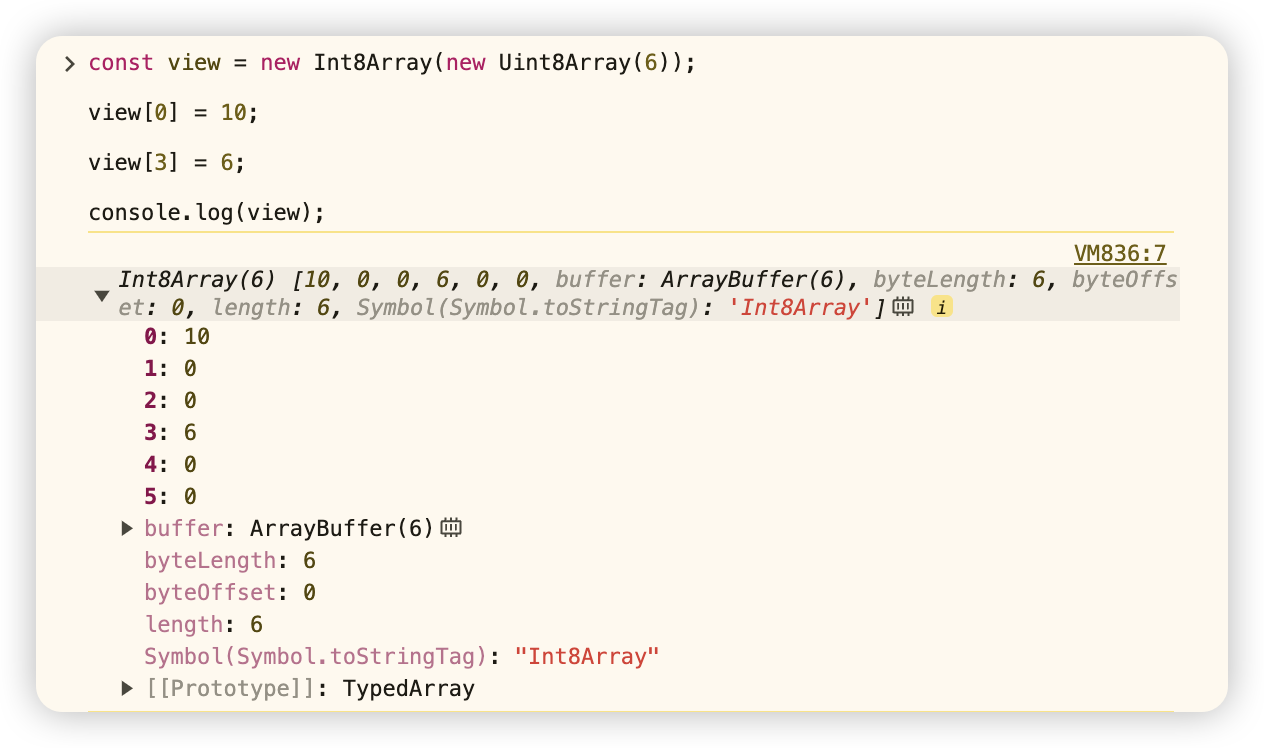 const view = new Int8Array(new Uint8Array(6));
view[0] = 10;
view[3] = 6;
console.log(view);
VM836:7
Int8Array(6) [10, 0, 0, 6, 0, 0, buffer: ArrayBuffer(6), byteLength: 6, byteOffs
et: 0, length: 6, Symbol(Symbol.toStringTag): 'Int8Array'] i
0: 10
1: 0
2: 0
3: 6
4: 0
5: 0
buffer: ArrayBuffer(6)
byteLength: 6
byteOffset: 0
length: 6
Symbol(Symbol.toStringTag): "Int8Array"
[[Prototype]]: TypedArray